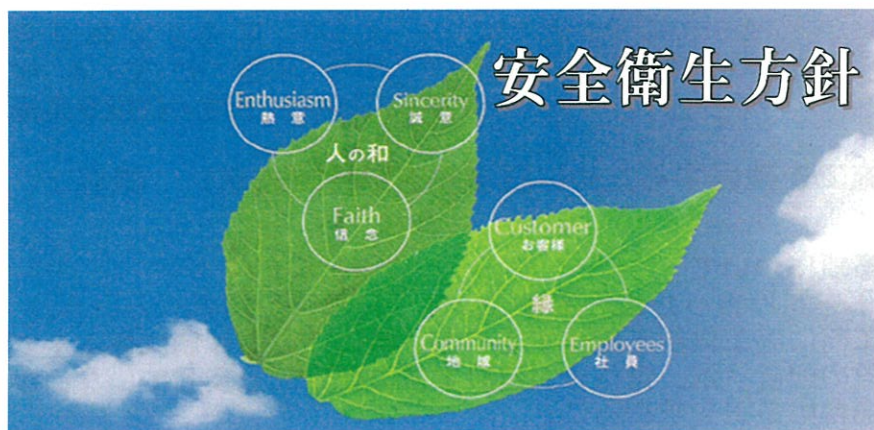 安全衛生方針
Enthusiasm
熱意
Sincerity
誠意
人の和
Faith
信念
Customer
お客様
縁
Community
地域
Employees
社員